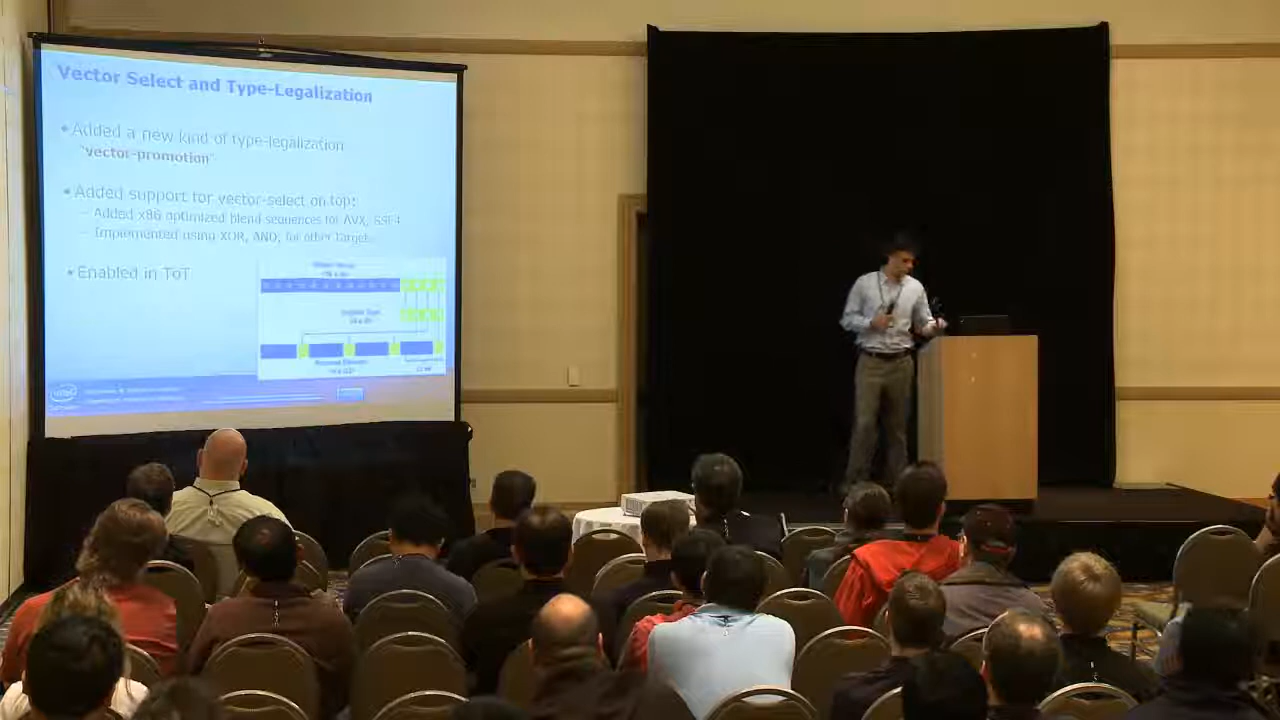 Vector Select and Type-Legalization
• Added a new kind of type-legalization
"vector-promotion"
• Added support for vector-select on top:
– Added x86 optimized blend sequences for AVX, SSE4
– Implemented using XOR, AND, for other targets
• Enabled in ToT